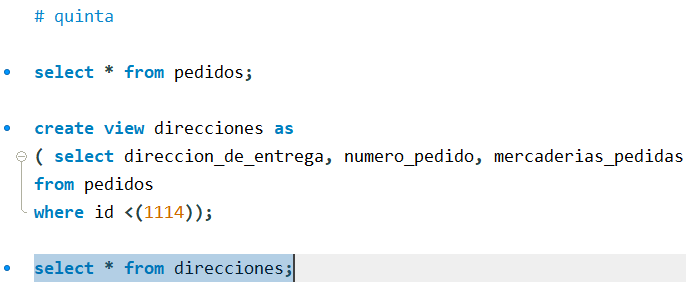 # quinta
select * from pedidos;
create view direcciones as
( select direccion_de_entrega, numero_pedido, mercaderias_pedidas
from pedidos
where id <(1114));
select * from direcciones;